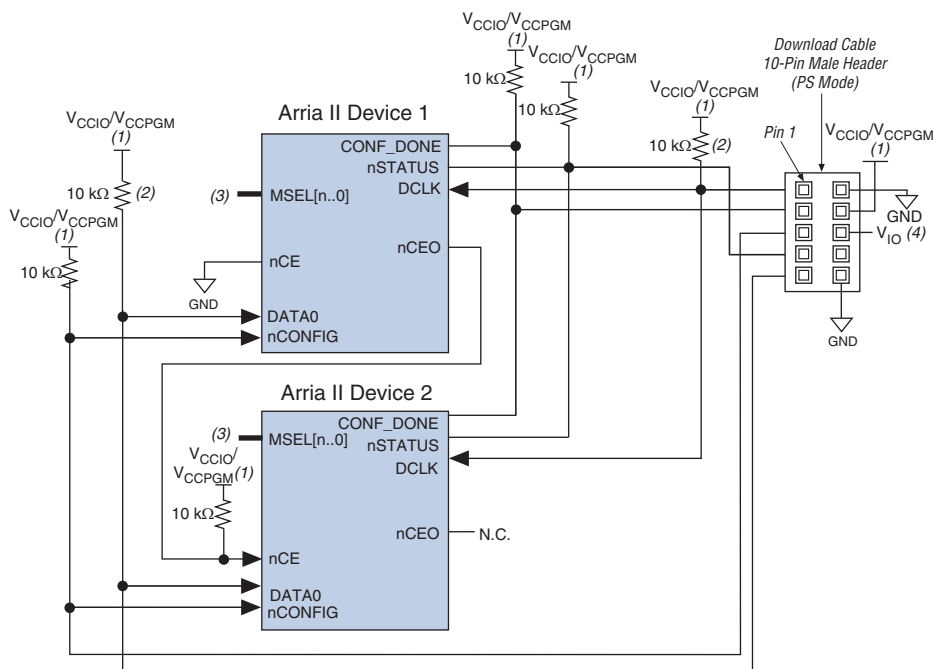 VCCIO/VCCPGM
(1)
VCCIO/VCCPGM
(1)
10 kΩ
10 kΩ
Download Cable
10-Pin Male Header
(PS Mode)
VCCIO/VCCPGM
(1)
10 kΩ
(2)
Pin 1
VCCIO/VCCPGM
(1)
GND
VIO (4)
GND
Arria II Device 1
CONF_DONE
nSTATUS
DCLK
(3)
MSEL[n..0]
nCEO
nCE
GND
DATA0
nCONFIG
VCCIO/VCCPGM
(1)
10 kΩ
(2)
VCCIO/VCCPGM
(1)
10 kΩ
Arria II Device 2
CONF_DONE
nSTATUS
DCLK
(3)
MSEL[n..0]
VCCIO/
VCCPGM (1)
10 kΩ
nCEO
N.C.
nCE
DATA0
nCONFIG